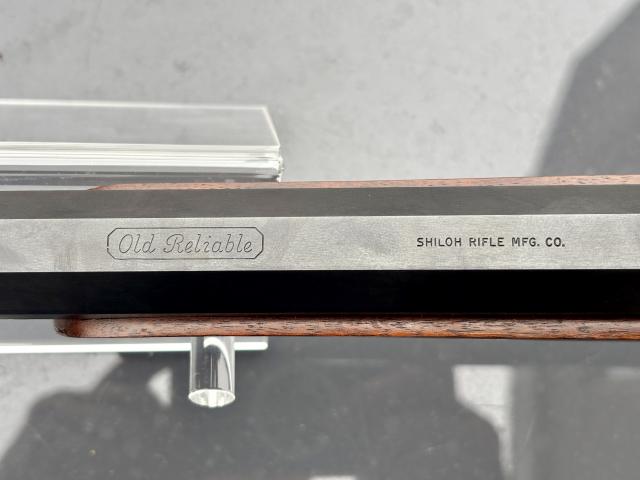 Old Reliable
SHILOH RIFLE MFG. CO.